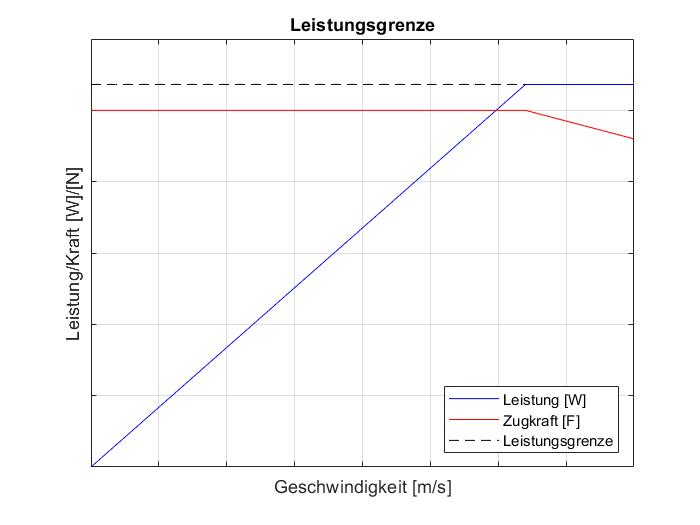 Leistungsgrenze
Leistung/Kraft [W]/[N]
Leistung [W]
Zugkraft [F]
Leistungsgrenze
Geschwindigkeit [m/s]